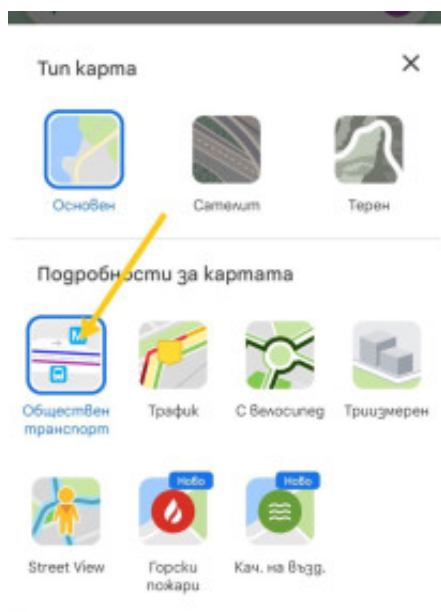 Тип карта
Основен
Сателит
Терен
Подробности за картата
М
Обществен
транспорт
Трафик
С велосипед
Триизмерен
Ново
Ново
Street View
Горски
пожари
Кач. на възд.